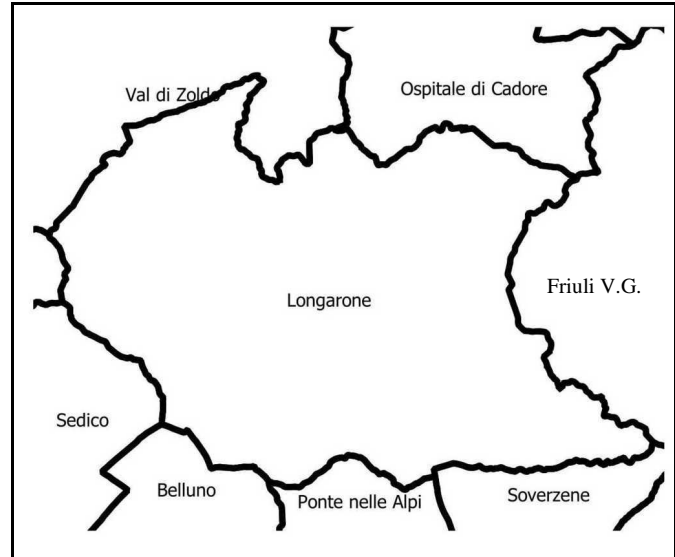 Val di Zoldo
Ospitale di Cadore
Friuli V.G.
Longarone
Sedico
Belluno
Ponte nelle Alpi
Soverzene